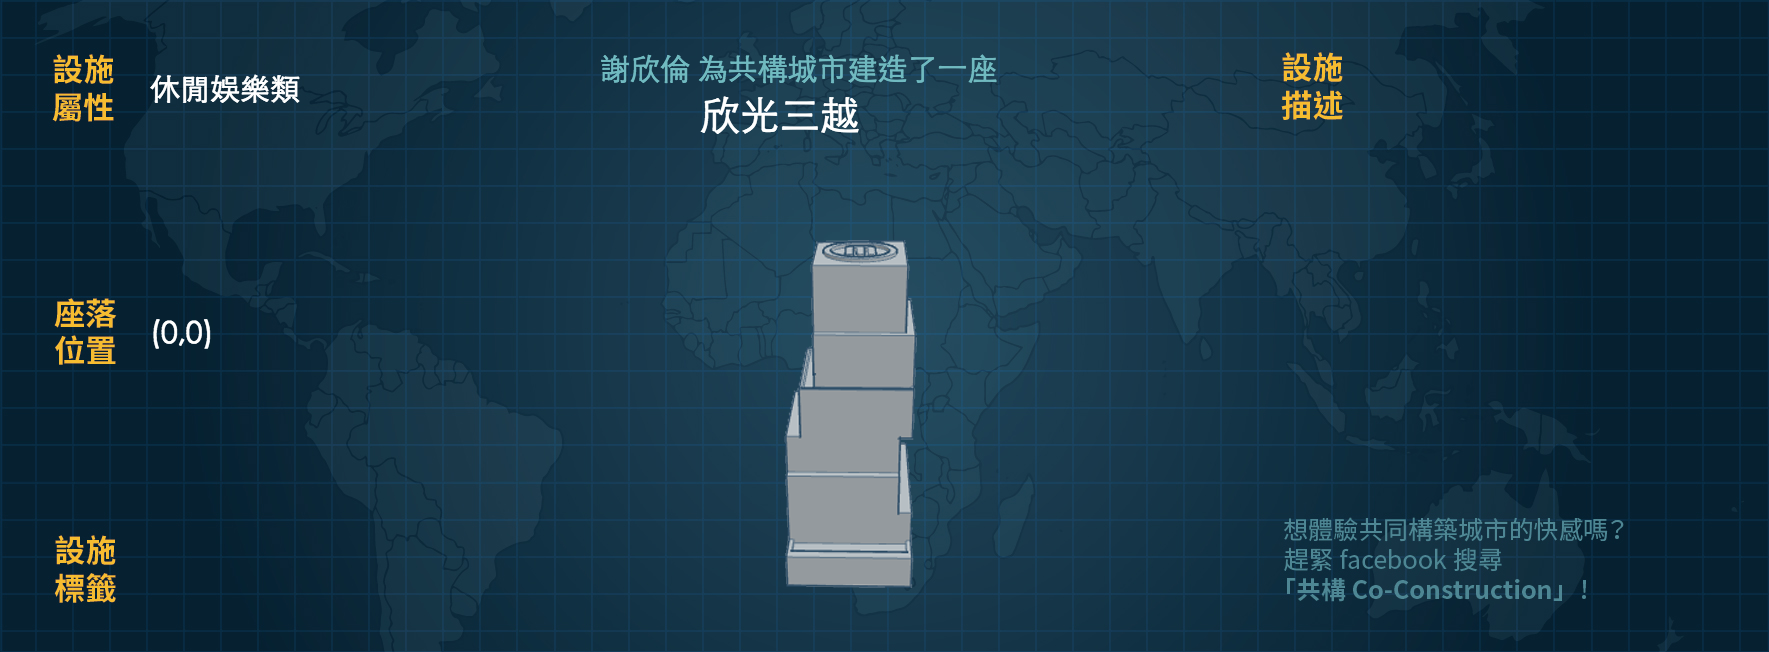 設施
屬性
休閒娛樂類
謝欣倫 為共構城市建造了一座
欣光三越
設施
描述
座落
位置
(0,0)
設施
標籤
想體驗共同構築城市的快感嗎？
趕緊 facebook 搜尋
「共構 Co-Construction」！